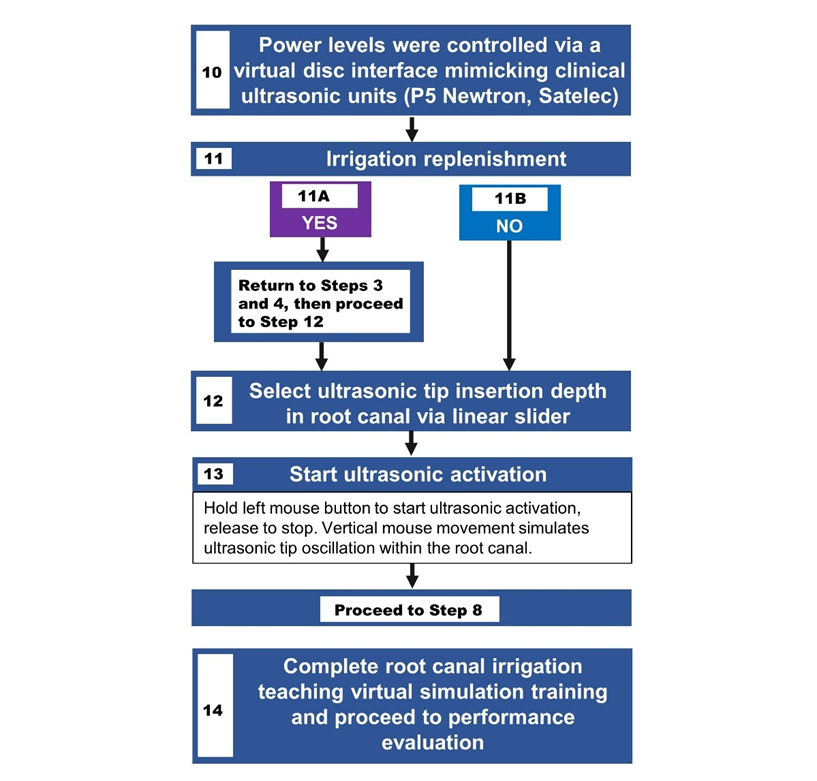 10
Power levels were controlled via a
virtual disc interface mimicking clinical
ultrasonic units (P5 Newtron, Satelec)
11
Irrigation replenishment
11A
YES
11B
NO
Return to Steps 3
and 4, then proceed
to Step 12
12
Select ultrasonic tip insertion depth
in root canal via linear slider
13
Start ultrasonic activation
Hold left mouse button to start ultrasonic activation,
release to stop. Vertical mouse movement simulates
ultrasonic tip oscillation within the root canal.
Proceed to Step 8
14
Complete root canal irrigation
teaching virtual simulation training
and proceed to performance
evaluation